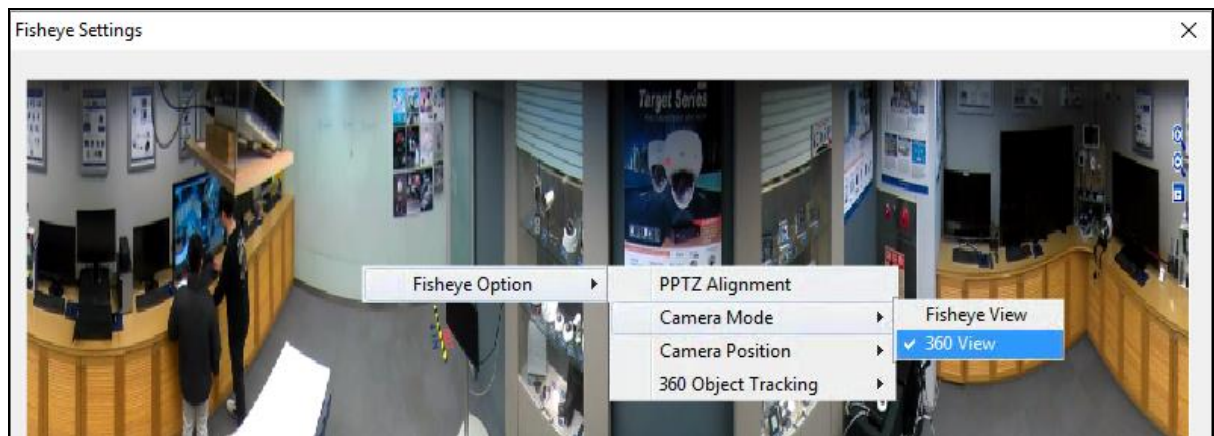 Fisheye Settings
Target Series
Fisheye Option
PPTZ Alignment
Camera Mode
Camera Position
360 Object Tracking
Fisheye View
360 View